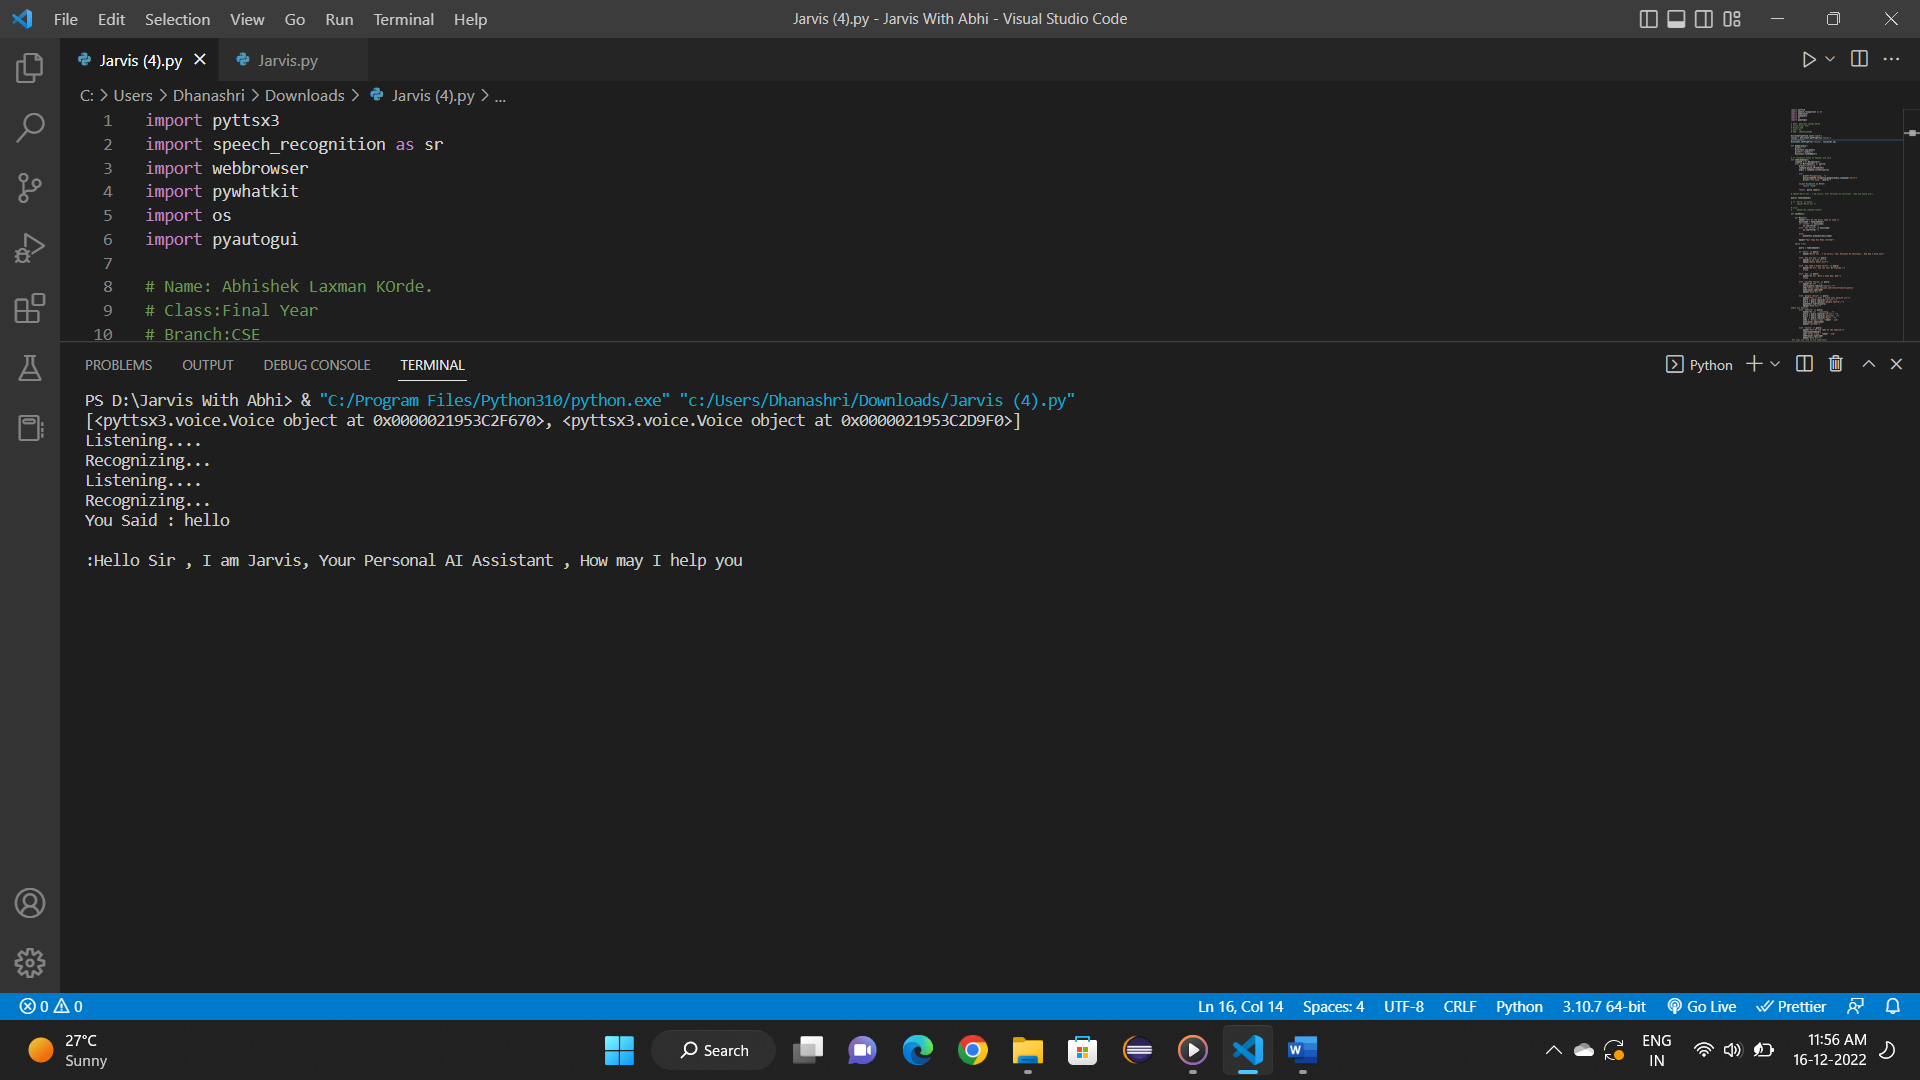 File Edit Selection View Go Run Terminal Help
Jarvis (4).py - Jarvis With Abhi - Visual Studio Code
Jarvis (4).py
Jarvis.py
C: > Users > Dhanashri > Downloads > Jarvis (4).py > ...
1 import pyttsx3
2 import speech_recognition as sr
3 import webbrowser
4 import pywhatkit
5 import os
6 import pyautogui
7
8 # Name: Abhishek Laxman KOrde.
9 # Class:Final Year
10 # Branch:CSE
PROBLEMS OUTPUT DEBUG CONSOLE TERMINAL
Python
PS D:\Jarvis With Abhi> & "C:/Program Files/Python310/python.exe" "c:/Users/Dhanashri/Downloads/Jarvis (4).py"
[<pyttsx3.voice.Voice object at 0x0000021953C2F670>, <pyttsx3.voice.Voice object at 0x0000021953C2D9F0>]
Listening....
Recognizing...
Listening....
Recognizing...
You Said : hello
:Hello Sir , I am Jarvis, Your Personal AI Assistant , How may I help you
0 0
Ln 16, Col 14 Spaces: 4 UTF-8 CRLF Python 3.10.7 64-bit Go Live Prettier
27°C
Sunny
Search
ENG
IN
11:56 AM
16-12-2022